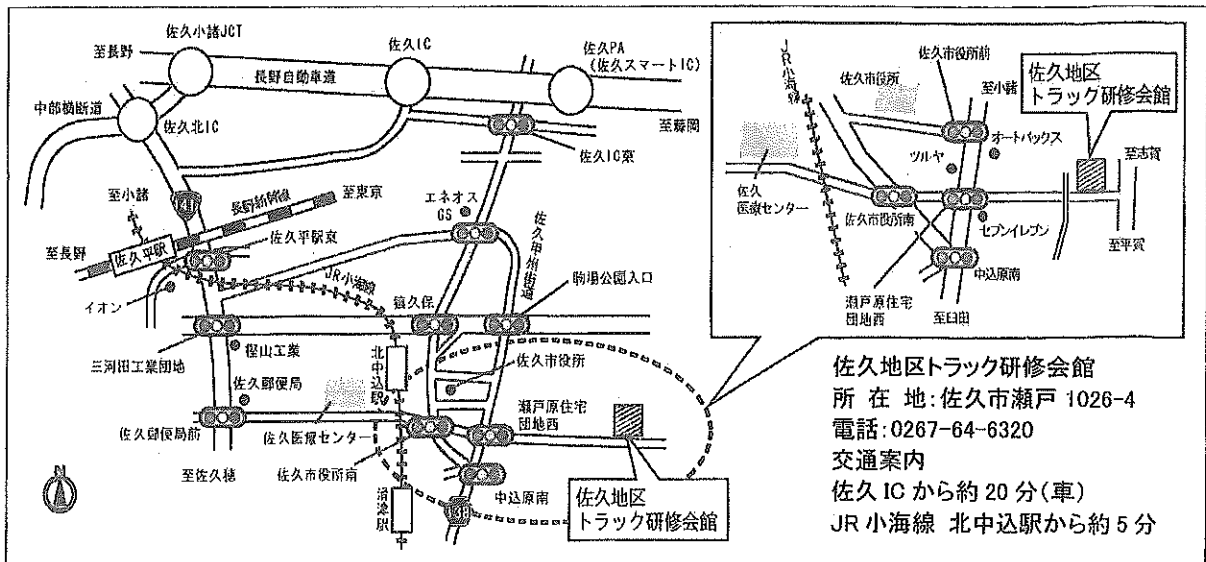 佐久小諸JCT
至長野
長野自動車道
佐久IC
佐久PA
(佐久スマートIC)
中部横断道
佐久北IC
至藤岡
佐久IC東
至小諸
141
長野新幹線
至東京
エネオス
GS
佐久甲州街道
至長野
佐久平駅
佐久平駅東
JR小海線
イオン
猿久保
駒場公園入口
三河田工業団地
樫山工業
北中込駅
佐久市役所
佐久郵便局
瀬戸原住宅
団地西
佐久郵便局前
佐久医療センター
佐久市役所南
至佐久穂
滑津駅
中込原南
N
佐久地区
トラック研修会館
JR小海線
佐久市役所前
佐久市役所
至小諸
佐久地区
トラック研修会館
オートバックス
ツルヤ
至志賀
佐久
医療センター
佐久市役所南
セブンイレブン
至平賀
中込原南
瀬戸原住宅
団地西
至臼田
佐久地区トラック研修会館
所 在 地:佐久市瀬戸 1026-4
電話:0267-64-6320
交通案内
佐久 IC から約 20 分(車)
JR 小海線 北中込駅から約 5 分